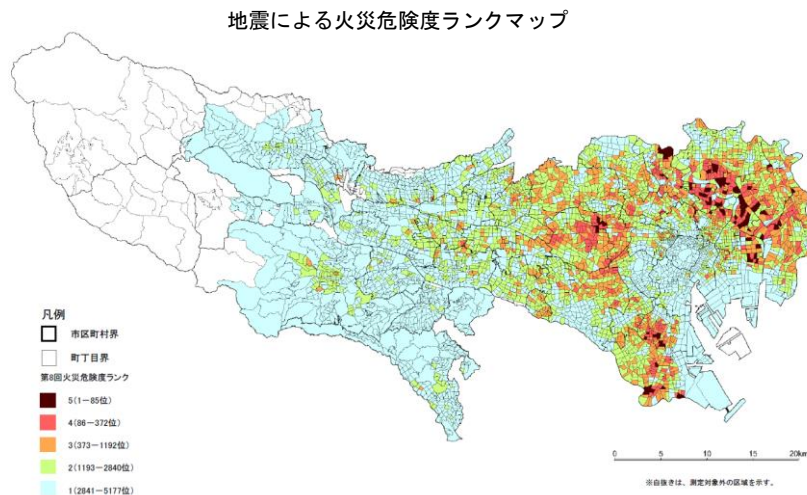 地震による火災危険度ランクマップ
凡例
市区町村界
町丁目界
第8回火災危険度ランク
5(1－85位)
4(86－372位)
3(373－1192位)
2(1193－2840位)
1(2841－5177位)
0 5 10 15 20km
※白抜きは、測定対象外の区域を示す。